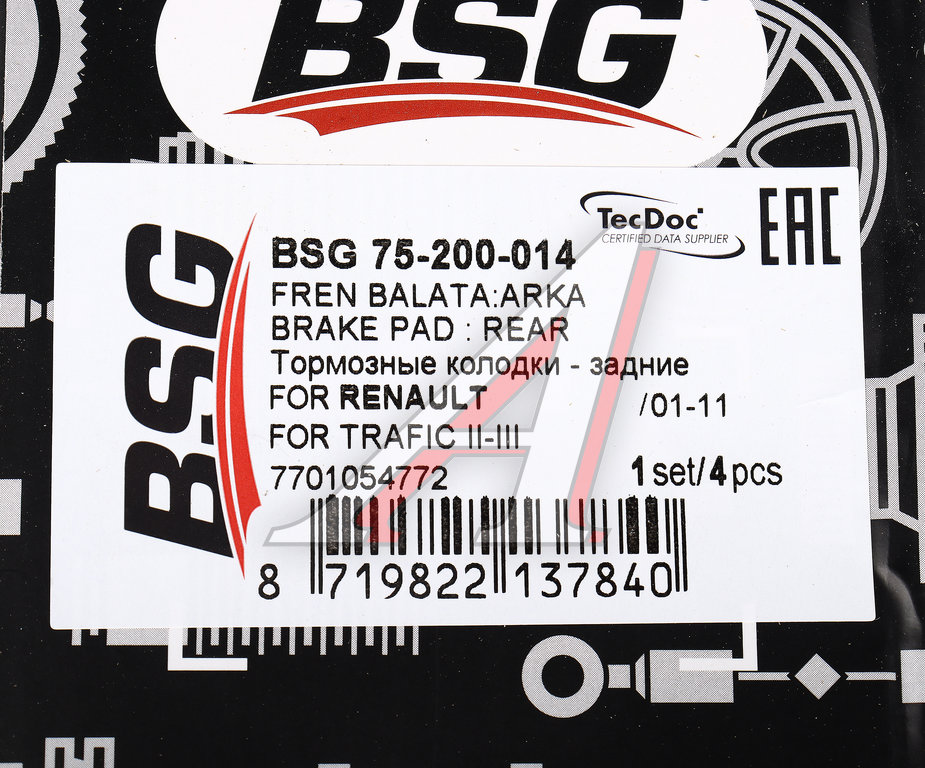 BSG
BSG
TecDoc
CERTIFIED DATA SUPPLIER
EAC
BSG 75-200-014
FREN BALATA:ARKA
BRAKE PAD : REAR
Тормозные колодки - задние
FOR RENAULT /01-11
FOR TRAFIC II-III
7701054772 1 set/4 pcs
8 719822 137840